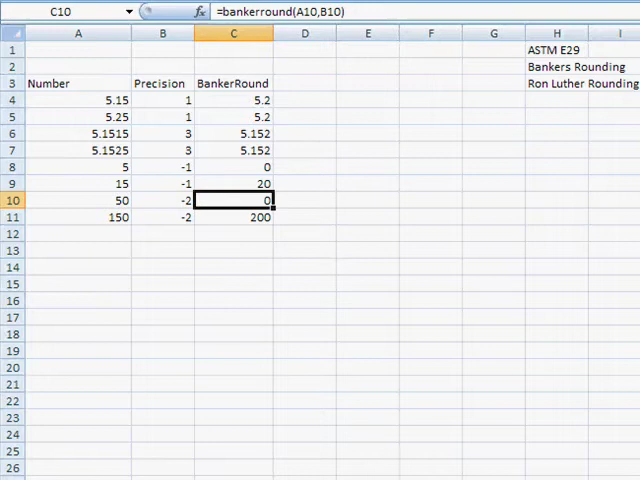 C10 fx =bankerround(A10,B10)
A B C D E F G H I
1 ASTM E29
2 Bankers Rounding
3 Number Precision BankerRound Ron Luther Rounding
4 5.15 1 5.2
5 5.25 1 5.2
6 5.1515 3 5.152
7 5.1525 3 5.152
8 5 -1 0
9 15 -1 20
10 50 -2 0
11 150 -2 200
12
13
14
15
16
17
18
19
20
21
22
23
24
25
26